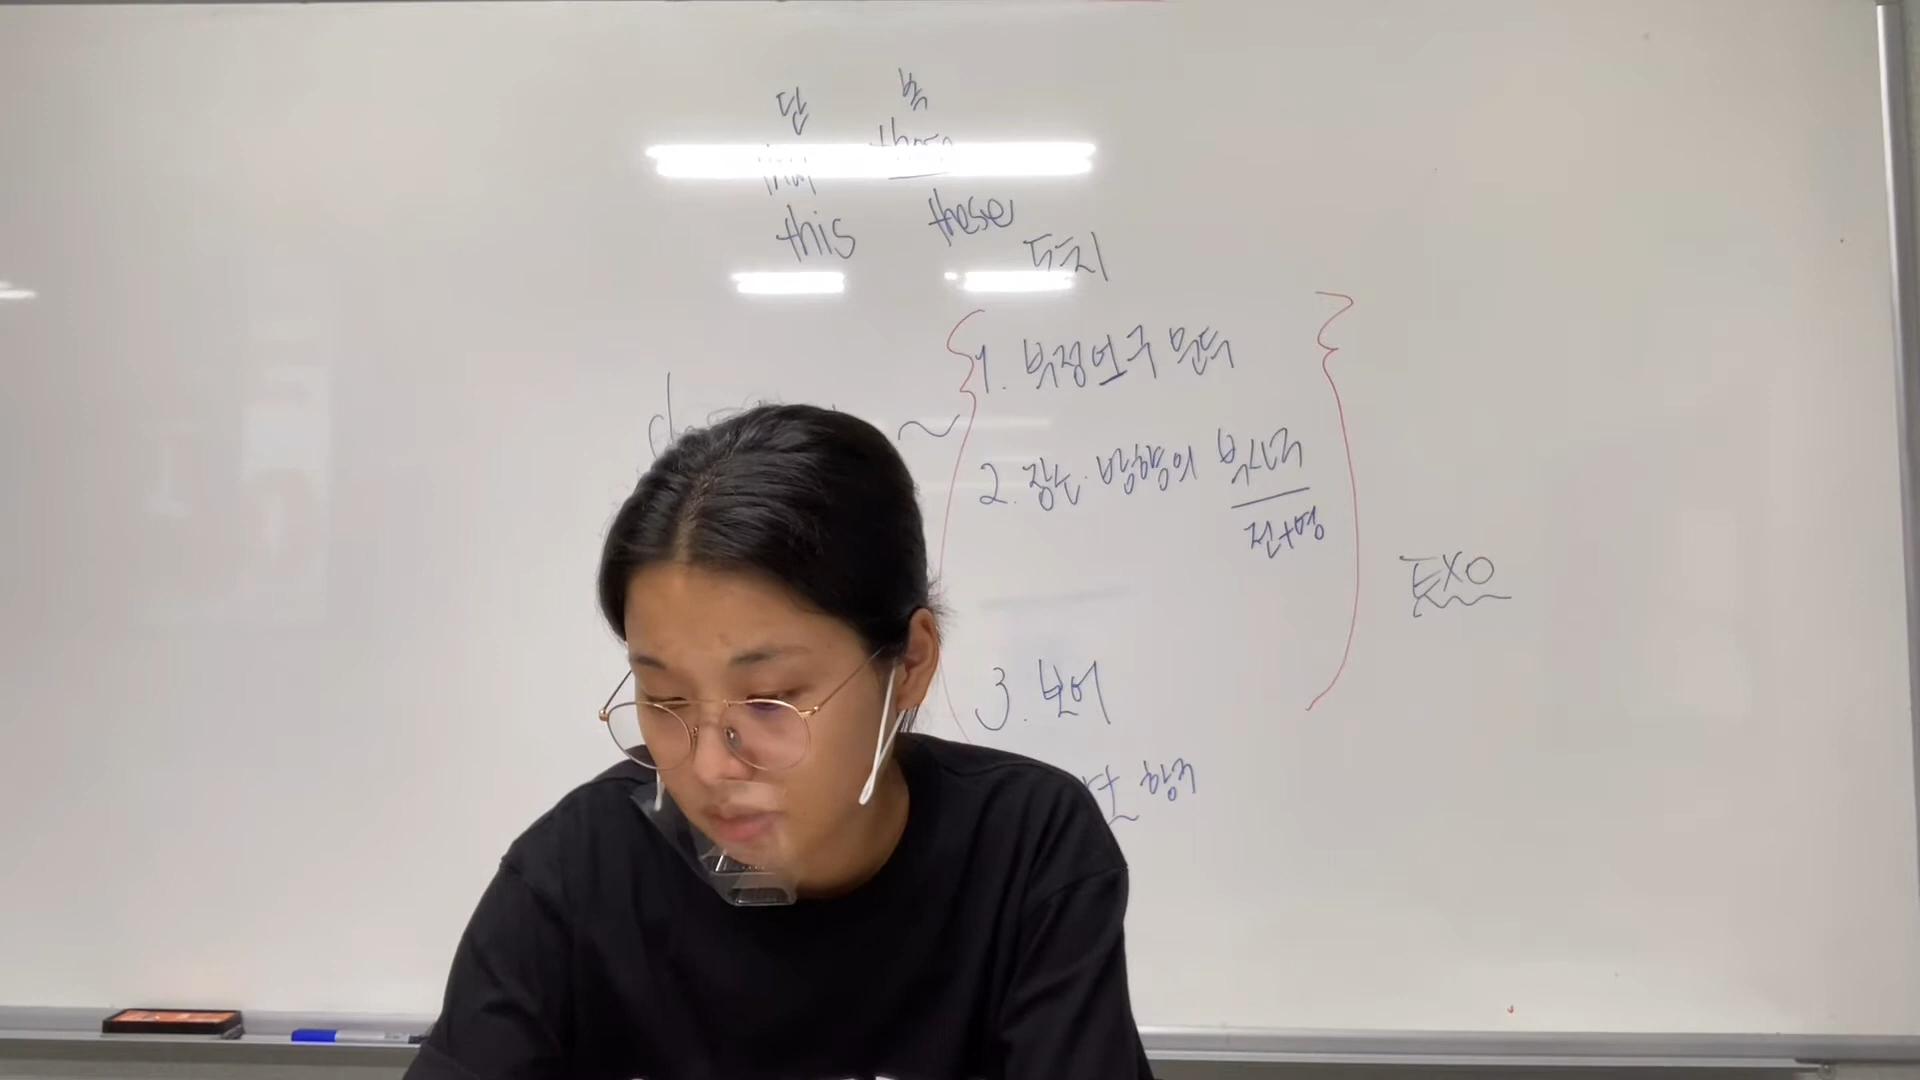 단 복
that those
this these
도치
1. 부정어구 문두
2. 장소·방향의 부사구
전+명
EXO
3. 보어